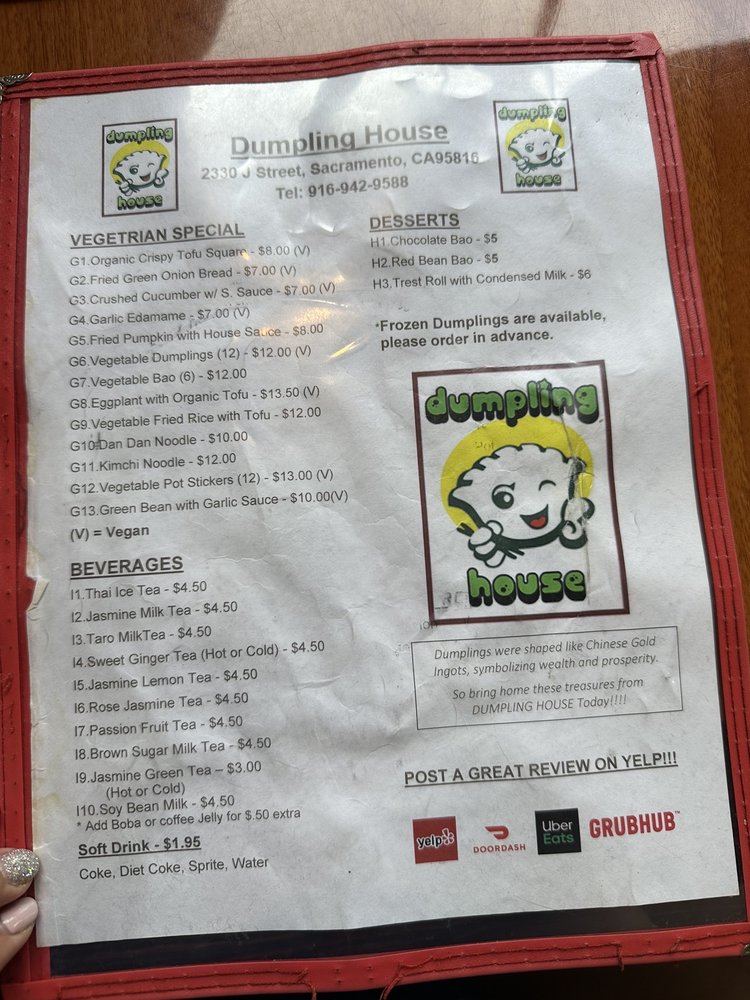 dumpling
house
Dumpling House
2330 J Street, Sacramento, CA95816
Tel: 916-942-9588
dumpling
house
VEGETRIAN SPECIAL
G1.Organic Crispy Tofu Square - $8.00 (V)
G2.Fried Green Onion Bread - $7.00 (V)
G3.Crushed Cucumber w/ S. Sauce - $7.00 (V)
G4.Garlic Edamame - $7.00 (V)
G5.Fried Pumpkin with House Sauce - $8.00
G6.Vegetable Dumplings (12) - $12.00 (V)
G7.Vegetable Bao (6) - $12.00
G8.Eggplant with Organic Tofu - $13.50 (V)
G9.Vegetable Fried Rice with Tofu - $12.00
G10.Dan Dan Noodle - $10.00
G11.Kimchi Noodle - $12.00
G12.Vegetable Pot Stickers (12) - $13.00 (V)
G13.Green Bean with Garlic Sauce - $10.00(V)
(V) = Vegan
BEVERAGES
I1.Thai Ice Tea - $4.50
I2.Jasmine Milk Tea - $4.50
I3.Taro MilkTea - $4.50
I4.Sweet Ginger Tea (Hot or Cold) - $4.50
I5.Jasmine Lemon Tea - $4.50
I6.Rose Jasmine Tea - $4.50
I7.Passion Fruit Tea - $4.50
I8.Brown Sugar Milk Tea - $4.50
I9.Jasmine Green Tea – $3.00
(Hot or Cold)
I10.Soy Bean Milk - $4.50
* Add Boba or coffee Jelly for $.50 extra
Soft Drink - $1.95
Coke, Diet Coke, Sprite, Water
DESSERTS
H1.Chocolate Bao - $5
H2.Red Bean Bao - $5
H3.Trest Roll with Condensed Milk - $6
*Frozen Dumplings are available,
please order in advance.
dumpling
house
Dumplings were shaped like Chinese Gold
Ingots, symbolizing wealth and prosperity.
So bring home these treasures from
DUMPLING HOUSE Today!!!!
POST A GREAT REVIEW ON YELP!!!
yelp
DOORDASH
Uber
Eats
GRUBHUB™